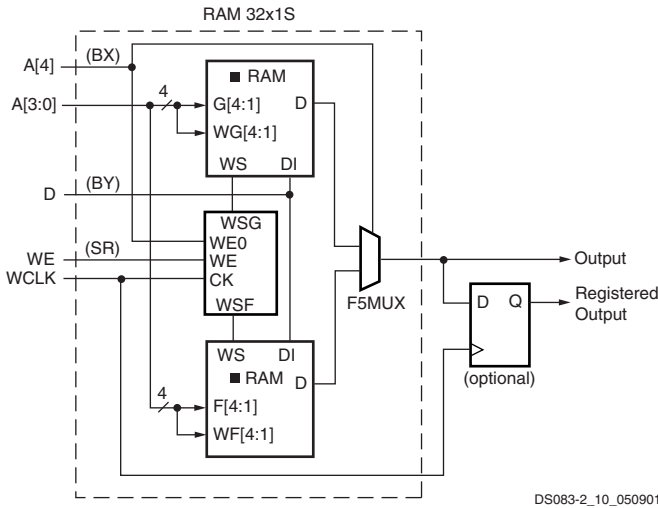 RAM 32x1S
A[4]
(BX)
A[3:0]
4
RAM
G[4:1]
D
WG[4:1]
WS
DI
D
(BY)
WSG
WE0
WE
(SR)
WE
WCLK
CK
WSF
F5MUX
Output
D
Q
Registered
Output
(optional)
WS
DI
RAM
D
4
F[4:1]
WF[4:1]
DS083-2_10_050901